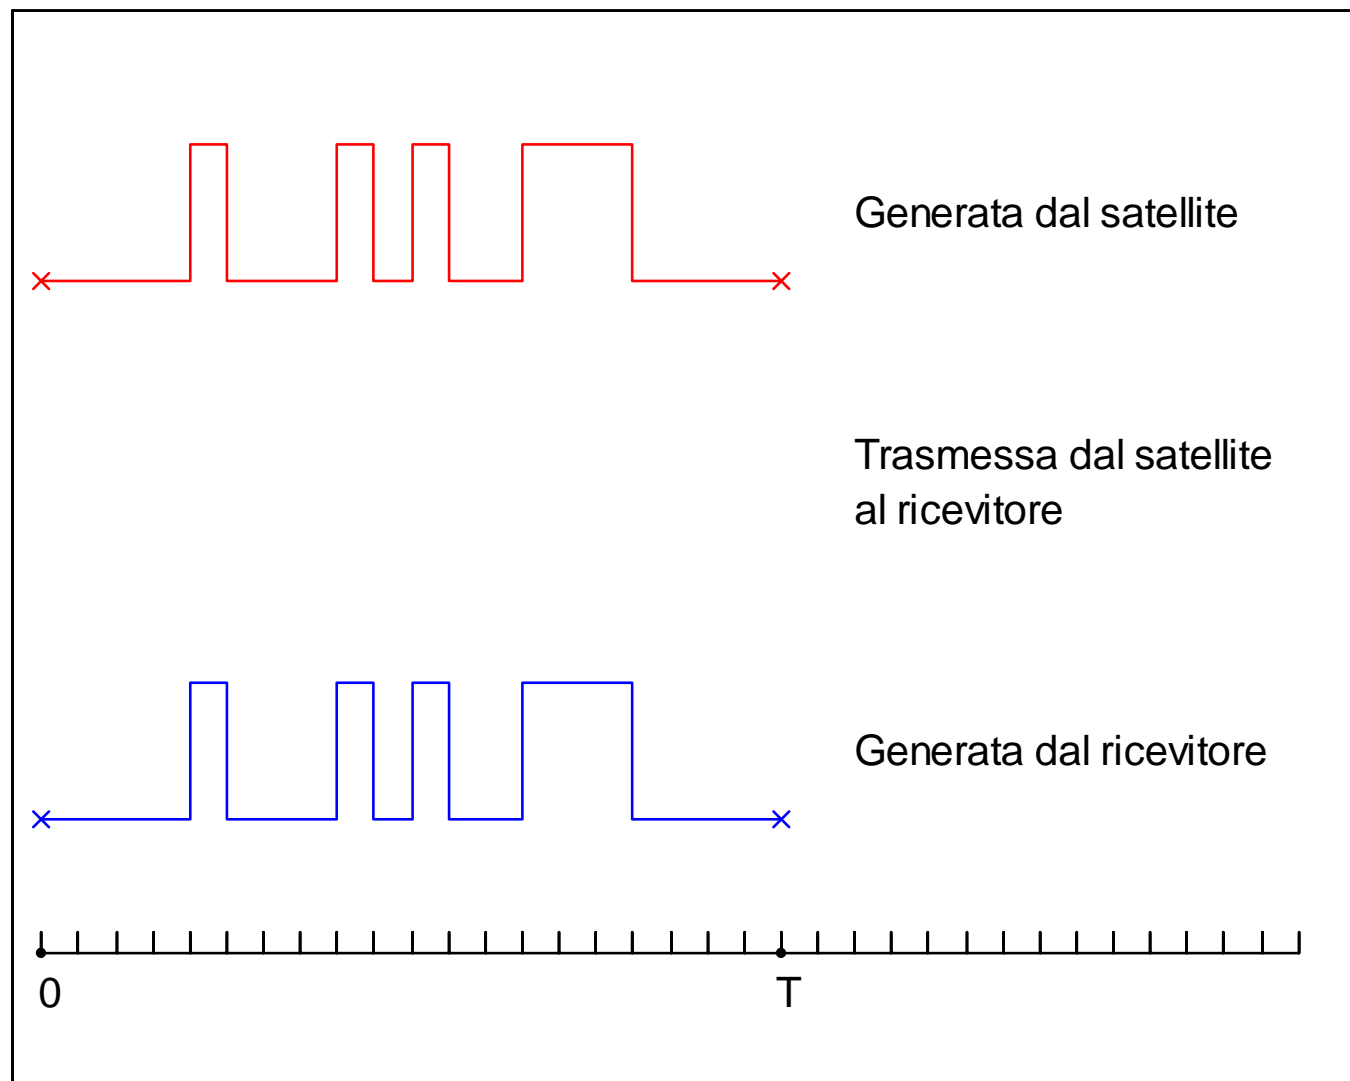 Generata dal satellite
Trasmessa dal satellite
al ricevitore
Generata dal ricevitore
0 T